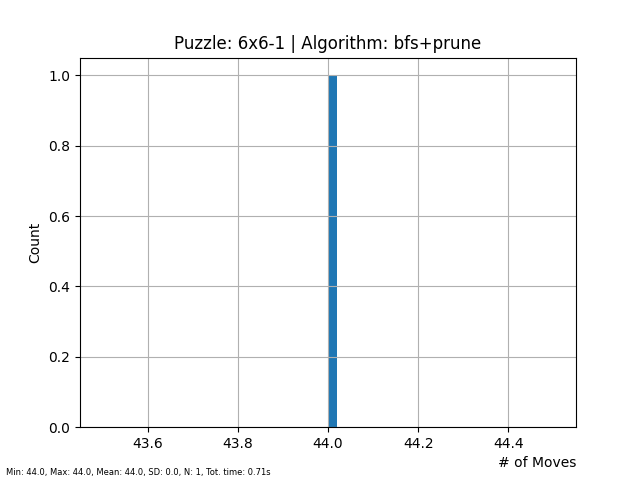 Puzzle: 6x6-1 | Algorithm: bfs+prune
1.0
0.8
0.6
0.4
0.2
0.0
Count
43.6 43.8 44.0 44.2 44.4
# of Moves
Min: 44.0, Max: 44.0, Mean: 44.0, SD: 0.0, N: 1, Tot. time: 0.71s